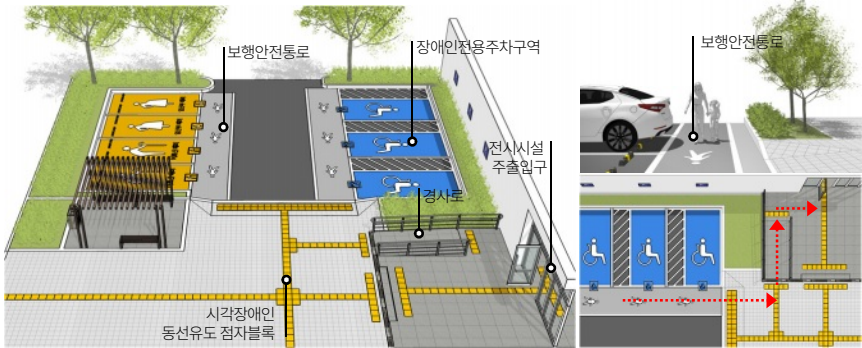 보행안전통로
장애인전용주차구역
전시시설
주출입구
경사로
시각장애인
동선유도 점자블록
보행안전통로